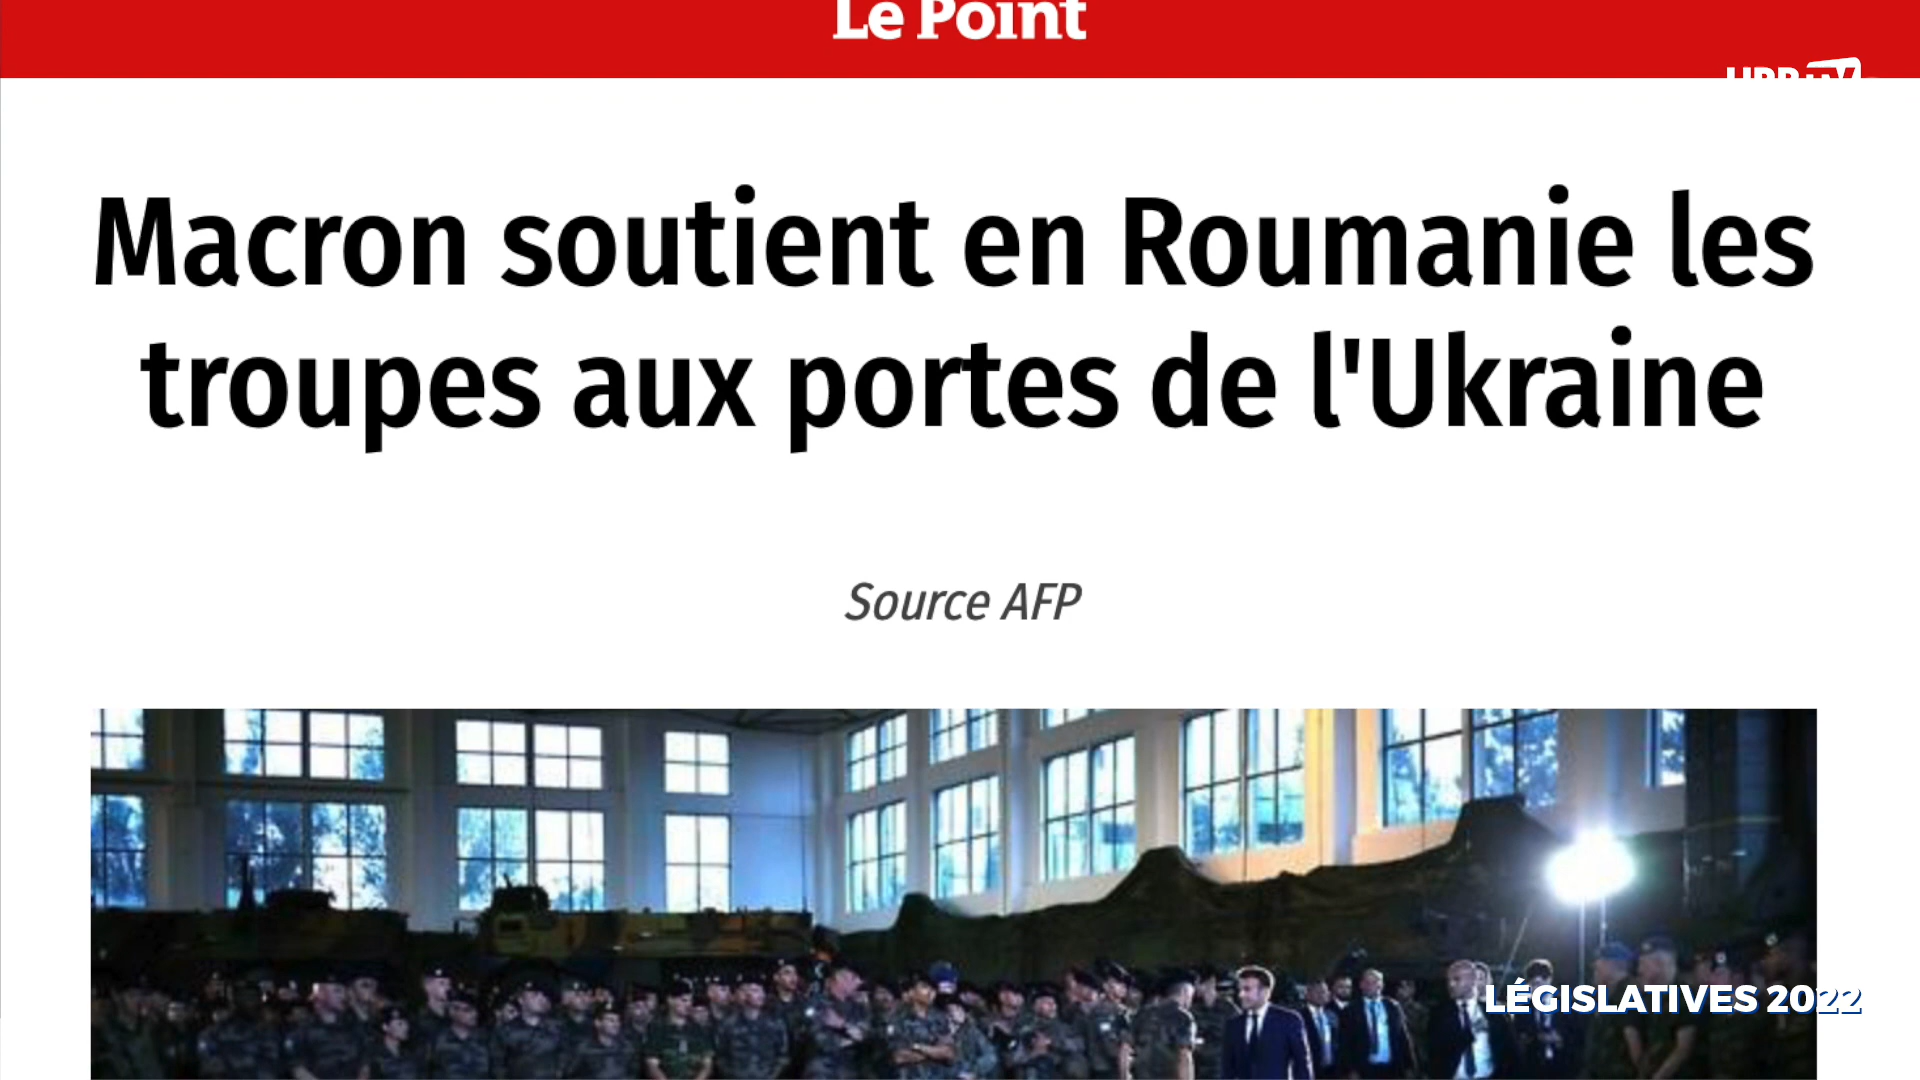 Le Point
Macron soutient en Roumanie les
troupes aux portes de l'Ukraine
Source AFP
LÉGISLATIVES 2022